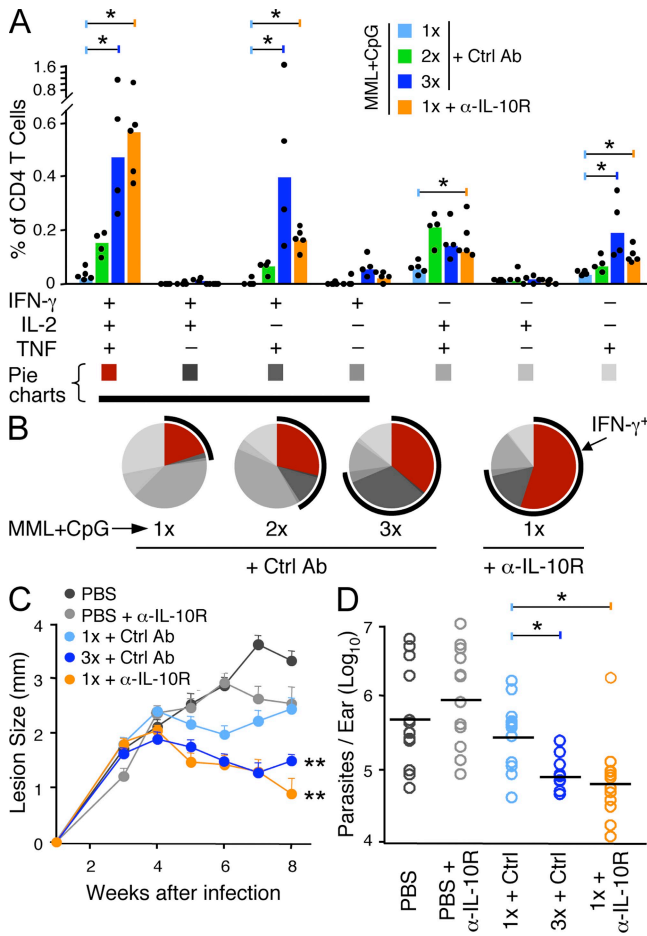 A
* *
* *
* *
* *
*
*
*
MML+CpG
1x
2x + Ctrl Ab
3x
1x + α-IL-10R
% of CD4 T Cells
1.6
1.2
0.8
0.6
0.4
0.2
0
IFN-γ + + + + − − −
IL-2 + + − − + + −
TNF + − + − + − +
Pie charts
B
IFN-γ+
MML+CpG 1x 2x 3x 1x
+ Ctrl Ab + α-IL-10R
C
PBS
PBS + α-IL-10R
1x + Ctrl Ab
3x + Ctrl Ab
1x + α-IL-10R
Lesion Size (mm)
4
3
2
1
0
**
**
2 4 6 8
Weeks after infection
D
*
*
Parasites / Ear (Log10)
7
6
5
4
PBS
PBS + α-IL-10R
1x + Ctrl
3x + Ctrl
1x + α-IL-10R